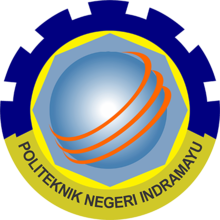 POLITEKNIK NEGERI INDRAMAYU